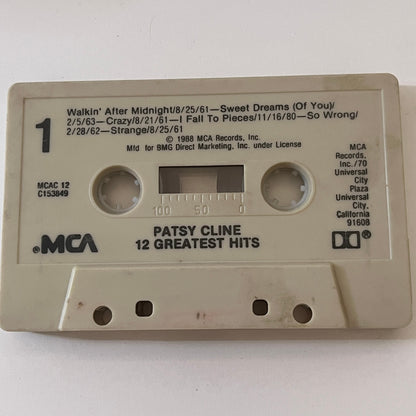 Walkin' After Midnight/8/25/61—Sweet Dreams (Of You)/
2/5/63—Crazy/8/21/61—I Fall To Pieces/11/16/80—So Wrong/
2/28/62—Strange/8/25/61
1
© 1988 MCA Records, Inc.
Mfd for BMG Direct Marketing, Inc. under License
MCAC 12
C153849
MCA
Records,
Inc./70
Universal
City
Plaza
Universal
City,
California
91608
100 50 0
MCA®
PATSY CLINE
12 GREATEST HITS
®